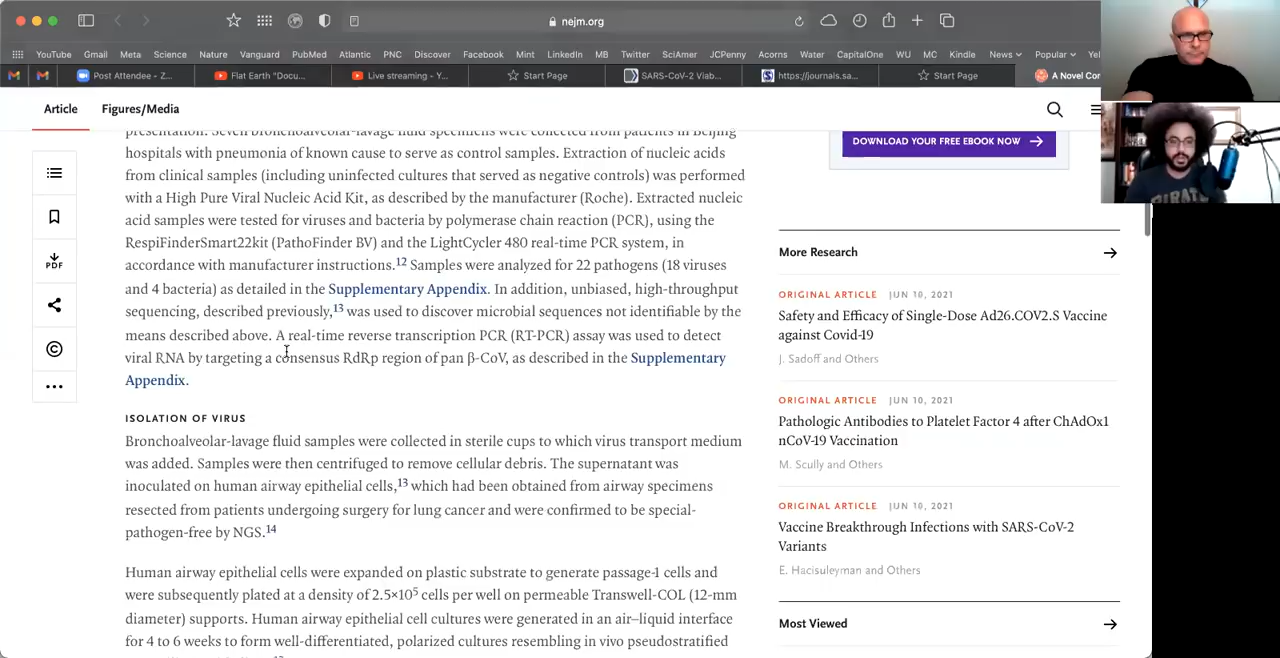 nejm.org
YouTube Gmail Meta Science Nature Vanguard PubMed Atlantic PNC Discover Facebook Mint LinkedIn MB Twitter SciAmer JCPenny Acorns Water CapitalOne WU MC Kindle News Popular Yel
Post Attendee - Z... Flat Earth "Docu... Live streaming - Y... Start Page SARS-CoV-2 Viab... https://journals.sa... Start Page A Novel Cor
Article Figures/Media
presentation. Seven bronchoalveolar-lavage fluid specimens were collected from patients in Beijing
hospitals with pneumonia of known cause to serve as control samples. Extraction of nucleic acids
from clinical samples (including uninfected cultures that served as negative controls) was performed
with a High Pure Viral Nucleic Acid Kit, as described by the manufacturer (Roche). Extracted nucleic
acid samples were tested for viruses and bacteria by polymerase chain reaction (PCR), using the
RespiFinderSmart22kit (PathoFinder BV) and the LightCycler 480 real-time PCR system, in
accordance with manufacturer instructions.12 Samples were analyzed for 22 pathogens (18 viruses
and 4 bacteria) as detailed in the Supplementary Appendix. In addition, unbiased, high-throughput
sequencing, described previously,13 was used to discover microbial sequences not identifiable by the
means described above. A real-time reverse transcription PCR (RT-PCR) assay was used to detect
viral RNA by targeting a consensus RdRp region of pan β-CoV, as described in the Supplementary
Appendix.
ISOLATION OF VIRUS
Bronchoalveolar-lavage fluid samples were collected in sterile cups to which virus transport medium
was added. Samples were then centrifuged to remove cellular debris. The supernatant was
inoculated on human airway epithelial cells,13 which had been obtained from airway specimens
resected from patients undergoing surgery for lung cancer and were confirmed to be special-
pathogen-free by NGS.14
Human airway epithelial cells were expanded on plastic substrate to generate passage-1 cells and
were subsequently plated at a density of 2.5×105 cells per well on permeable Transwell-COL (12-mm
diameter) supports. Human airway epithelial cell cultures were generated in an air–liquid interface
for 4 to 6 weeks to form well-differentiated, polarized cultures resembling in vivo pseudostratified
PDF
DOWNLOAD YOUR FREE EBOOK NOW
More Research
ORIGINAL ARTICLE JUN 10, 2021
Safety and Efficacy of Single-Dose Ad26.COV2.S Vaccine
against Covid-19
J. Sadoff and Others
ORIGINAL ARTICLE JUN 10, 2021
Pathologic Antibodies to Platelet Factor 4 after ChAdOx1
nCoV-19 Vaccination
M. Scully and Others
ORIGINAL ARTICLE JUN 10, 2021
Vaccine Breakthrough Infections with SARS-CoV-2
Variants
E. Hacisuleyman and Others
Most Viewed
PIRATE